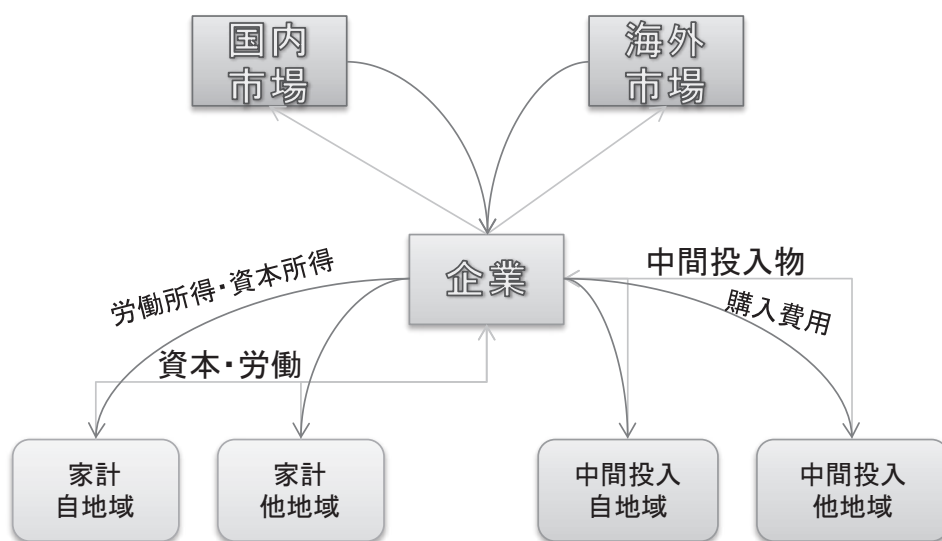 国内
市場
海外
市場
企業
中間投入物
労働所得・資本所得
購入費用
資本・労働
家計
自地域
家計
他地域
中間投入
自地域
中間投入
他地域